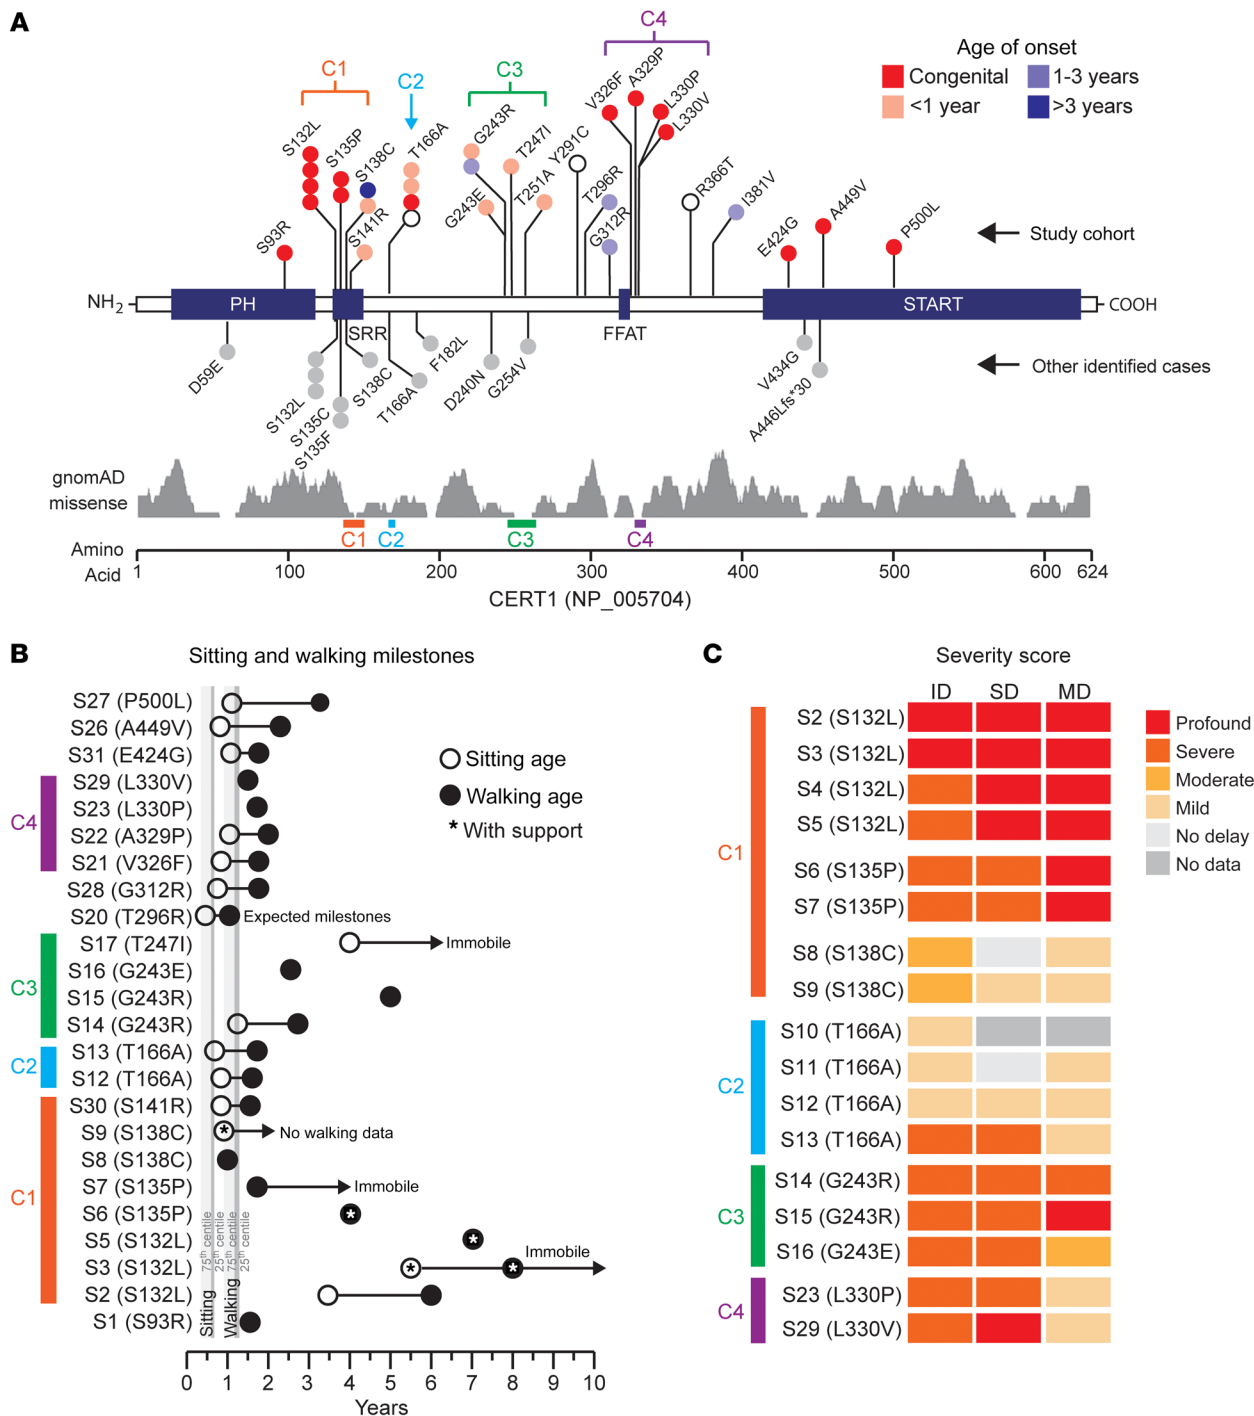 A
C4
Age of onset
Congenital
1-3 years
<1 year
>3 years
C1
C2
C3
S132L
S135P
S138C
S141R
T166A
G243R
G243E
T247I
T251A
Y291C
T296R
G312R
V326F
A329P
L330P
L330V
R366T
I381V
E424G
A449V
P500L
S93R
Study cohort
NH2
PH
SRR
FFAT
START
COOH
D59E
S132L
S135C
S135F
S138C
T166A
F182L
D240N
G254V
V434G
A446Lfs*30
Other identified cases
gnomAD
missense
C1
C2
C3
C4
Amino
Acid
1
100
200
300
400
500
600
624
CERT1 (NP_005704)
B
Sitting and walking milestones
S27 (P500L)
S26 (A449V)
S31 (E424G)
S29 (L330V)
S23 (L330P)
S22 (A329P)
S21 (V326F)
S28 (G312R)
S20 (T296R)
Expected milestones
S17 (T247I)
Immobile
S16 (G243E)
S15 (G243R)
S14 (G243R)
S13 (T166A)
S12 (T166A)
S30 (S141R)
S9 (S138C)
*
No walking data
S8 (S138C)
S7 (S135P)
Immobile
S6 (S135P)
*
S5 (S132L)
*
S3 (S132L)
*
*
Immobile
S2 (S132L)
S1 (S93R)
C4
C3
C2
C1
Sitting age
Walking age
* With support
75th centile
25th centile
75th centile
25th centile
Sitting
Walking
0
1
2
3
4
5
6
7
8
9
10
Years
C
Severity score
ID
SD
MD
S2 (S132L)
S3 (S132L)
S4 (S132L)
S5 (S132L)
S6 (S135P)
S7 (S135P)
S8 (S138C)
S9 (S138C)
S10 (T166A)
S11 (T166A)
S12 (T166A)
S13 (T166A)
S14 (G243R)
S15 (G243R)
S16 (G243E)
S23 (L330P)
S29 (L330V)
C1
C2
C3
C4
Profound
Severe
Moderate
Mild
No delay
No data